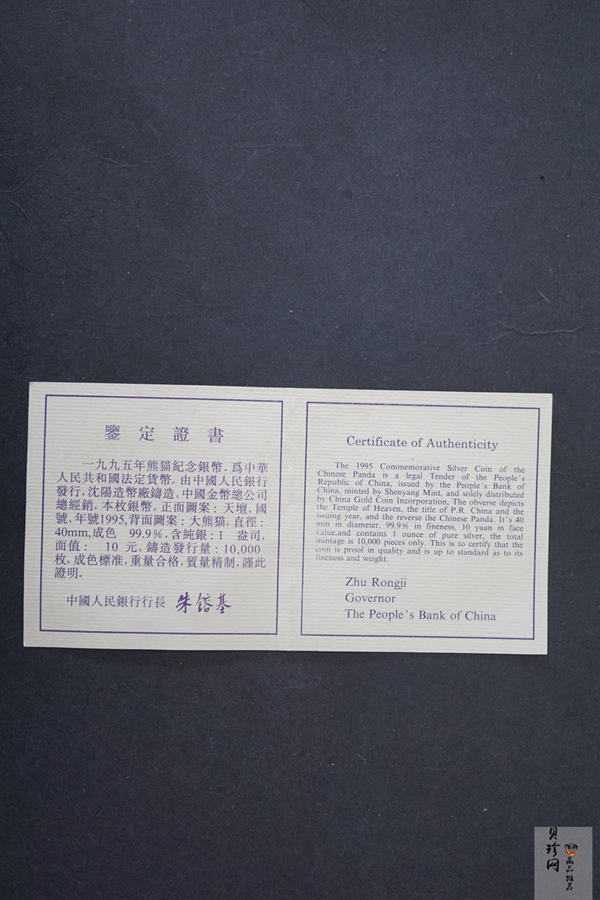 鑒定證書
一九九五年熊猫紀念銀幣，爲中華
人民共和國法定貨幣。由中國人民銀行
發行，沈陽造幣廠鑄造，中國金幣總公司
總經銷。本枚銀幣，正面圖案：天壇、國
號、年號1995，背面圖案：大熊猫。直徑：
40mm，成色 99.9%，含純銀：1 盎司，
面值： 10 元，鑄造發行量：10,000
枚。成色標准，重量合格，質量精制，謹此
證明。
中國人民銀行行長 朱鎔基
Certificate of Authenticity
The 1995 Commemorative Silver Coin of the
Chinese Panda is a legal Tender of the People's
Republic of China, issued by the People's Bank of
China, minted by Shenyang Mint, and solely distributed
by China Gold Coin Incorporation, The obverse depicts
the Temple of Heaven, the title of P.R. China and the
issuing year, and the reverse the Chinese Panda. It's 40
mm in diameter, 99.9% in fineness, 10 yuan in face
value,and contains 1 ounce of pure silver, the total
mintage is 10,000 pieces only. This is to certify that the
coin is proof in quality and is up to standard as to its
fineness and weight.
Zhu Rongji
Governor
The People's Bank of China
貝珍网
藏品推荐